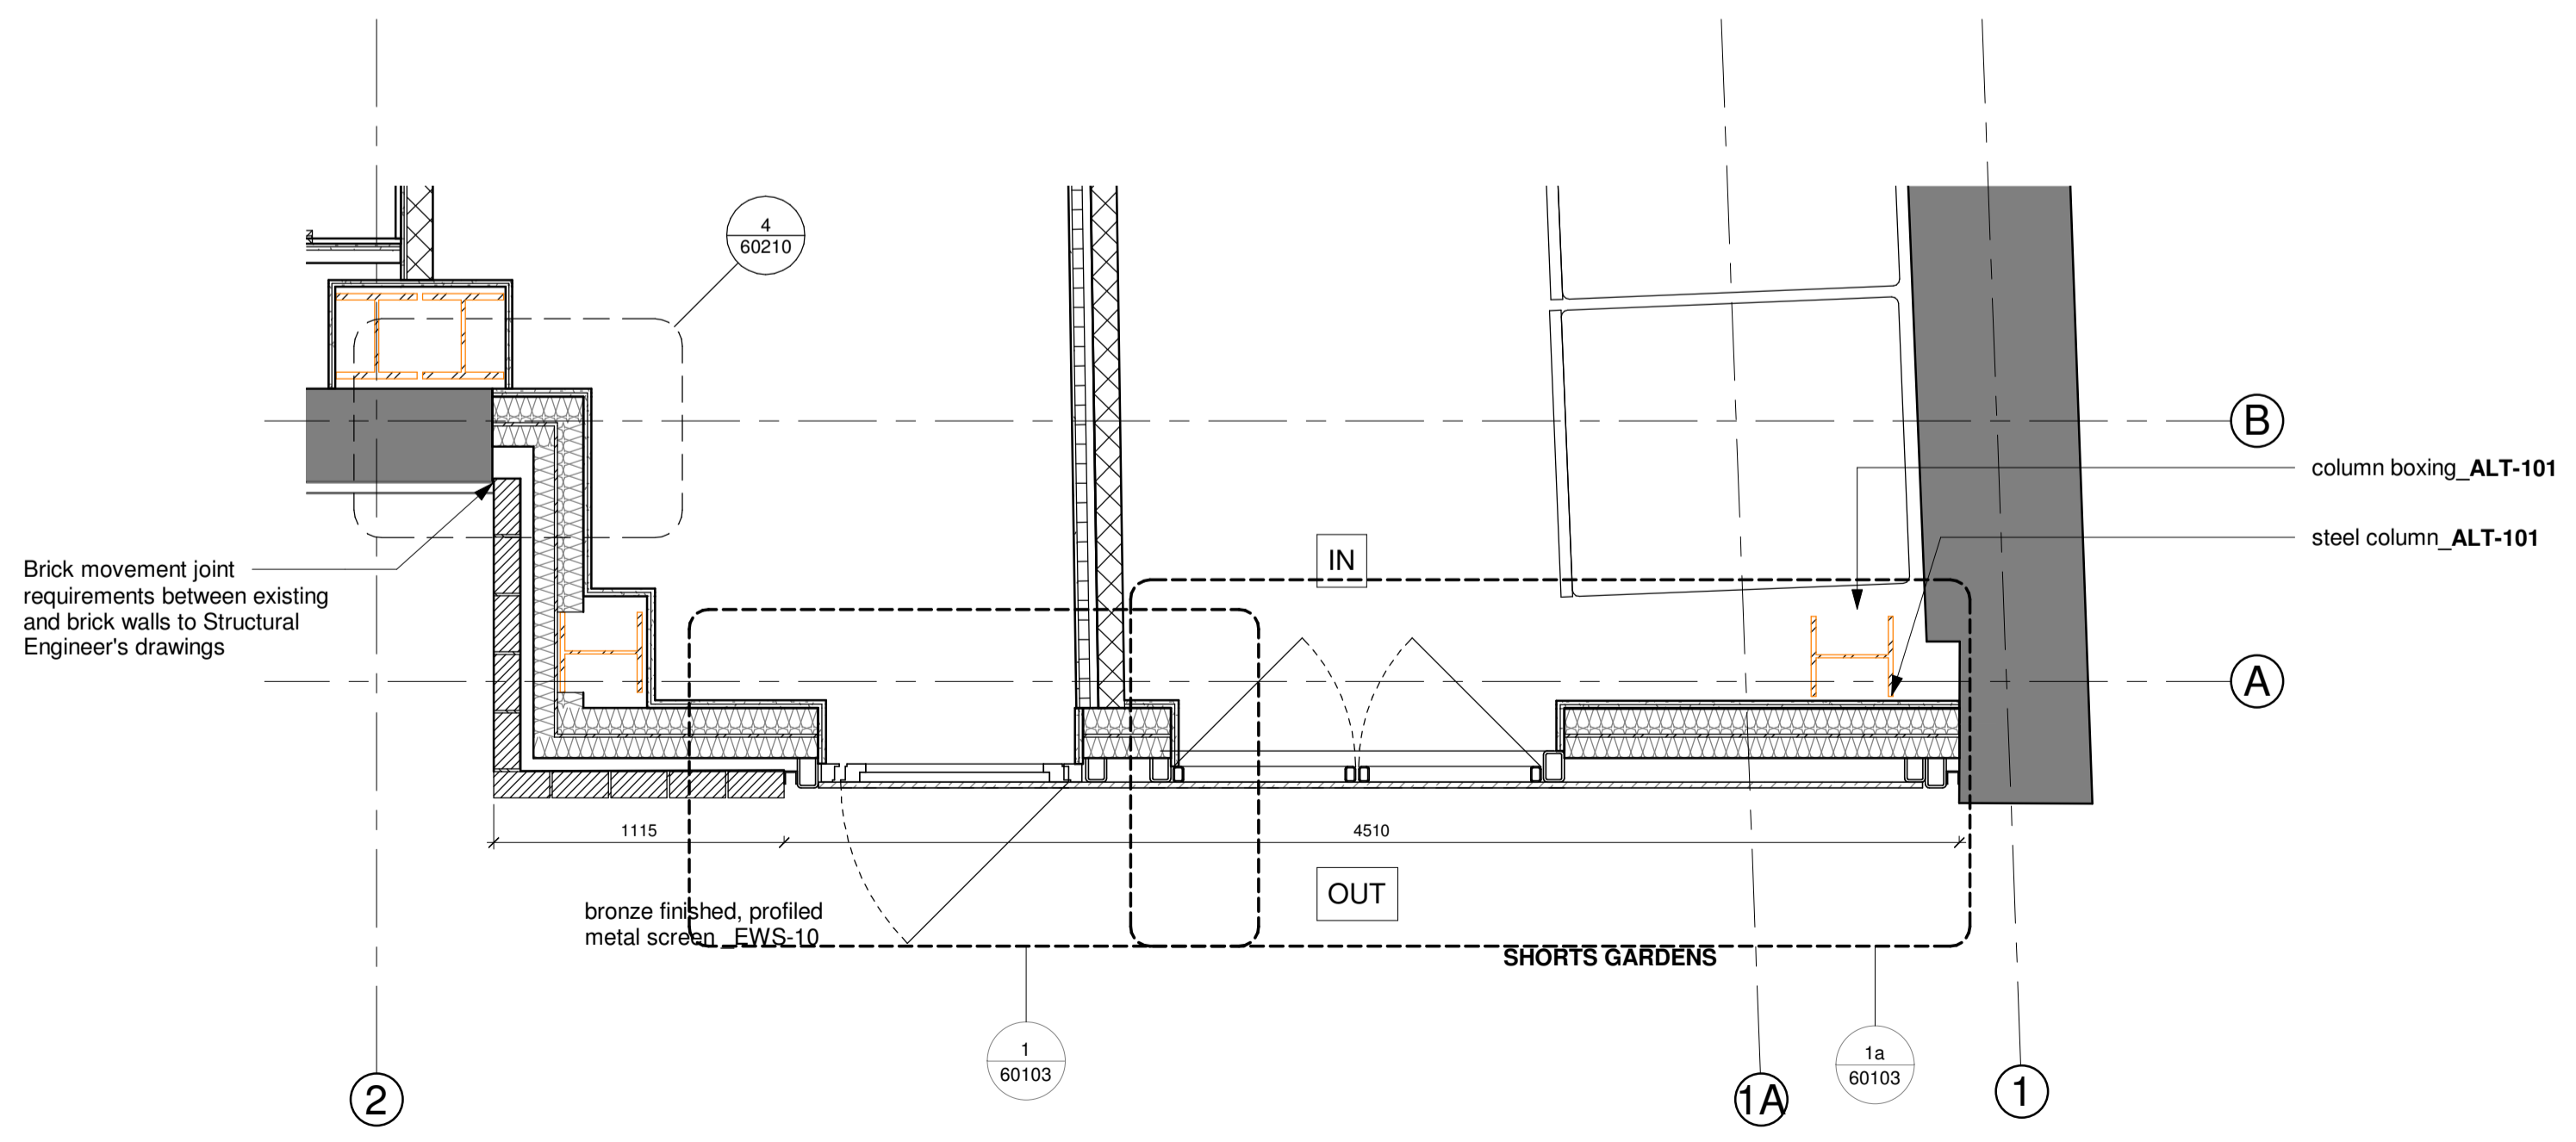 4
60210
B
column boxing_ALT-101
steel column_ALT-101
IN
Brick movement joint
requirements between existing
and brick walls to Structural
Engineer's drawings
A
1115
4510
OUT
bronze finished, profiled
metal screen _EWS-10
SHORTS GARDENS
1
60103
1a
60103
2
1A
1